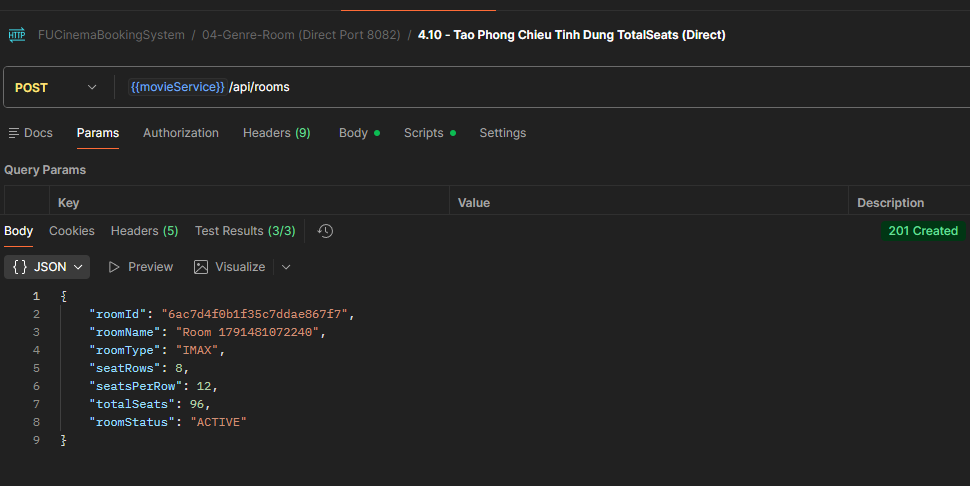 HTTP FUCinemaBookingSystem / 04-Genre-Room (Direct Port 8082) / 4.10 - Tao Phong Chieu Tinh Dung TotalSeats (Direct)
POST {{movieService}} /api/rooms
Docs Params Authorization Headers (9) Body Scripts Settings
Query Params
Key Value Description
Body Cookies Headers (5) Test Results (3/3) 201 Created
{} JSON Preview Visualize
1 {
2 "roomId": "6ac7d4f0b1f35c7ddae867f7",
3 "roomName": "Room 1791481072240",
4 "roomType": "IMAX",
5 "seatRows": 8,
6 "seatsPerRow": 12,
7 "totalSeats": 96,
8 "roomStatus": "ACTIVE"
9 }